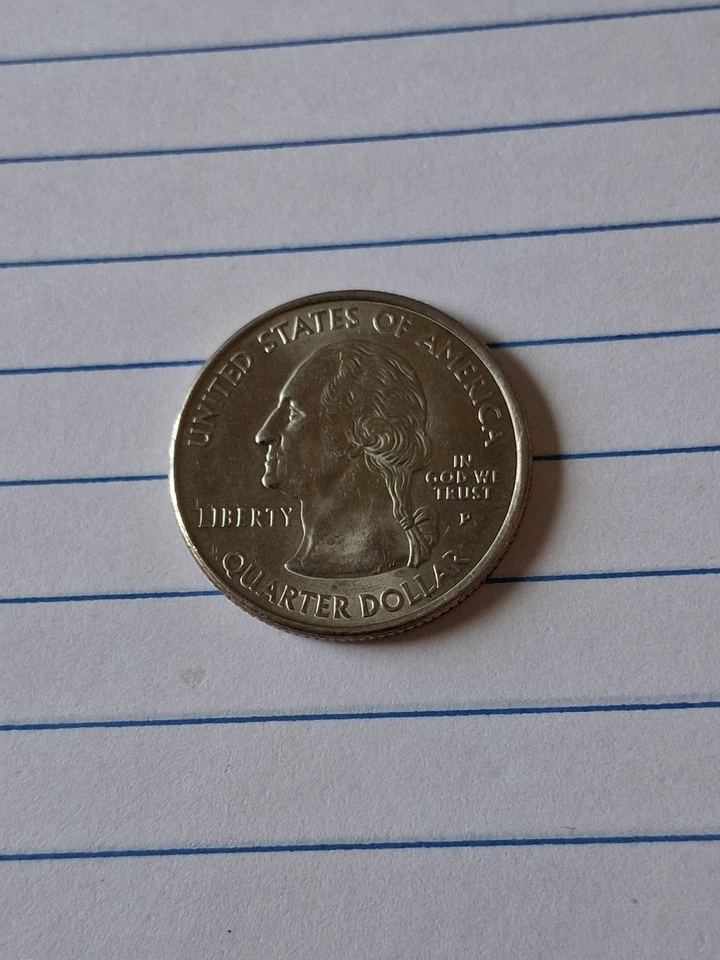 UNITED STATES OF AMERICA
IN
GOD WE
TRUST
LIBERTY
P
QUARTER DOLLAR